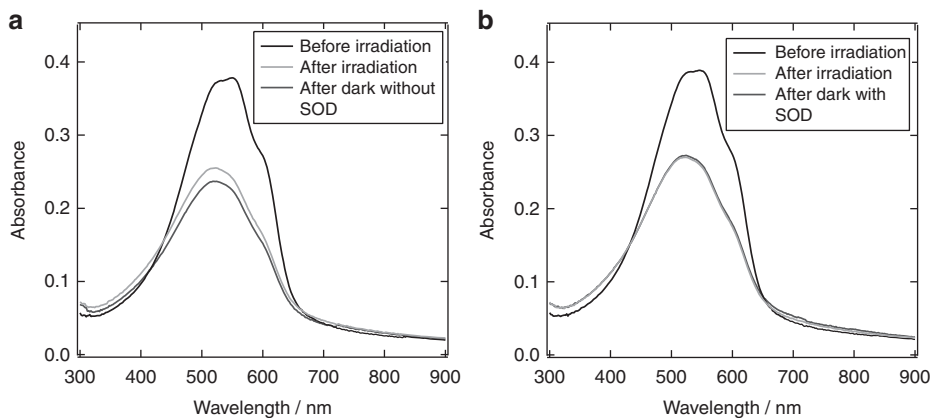 a
Before irradiation
After irradiation
After dark without
SOD
0.4
0.3
0.2
0.1
0.0
Absorbance
300 400 500 600 700 800 900
Wavelength / nm
b
Before irradiation
After irradiation
After dark with
SOD
0.4
0.3
0.2
0.1
0.0
Absorbance
300 400 500 600 700 800 900
Wavelength / nm